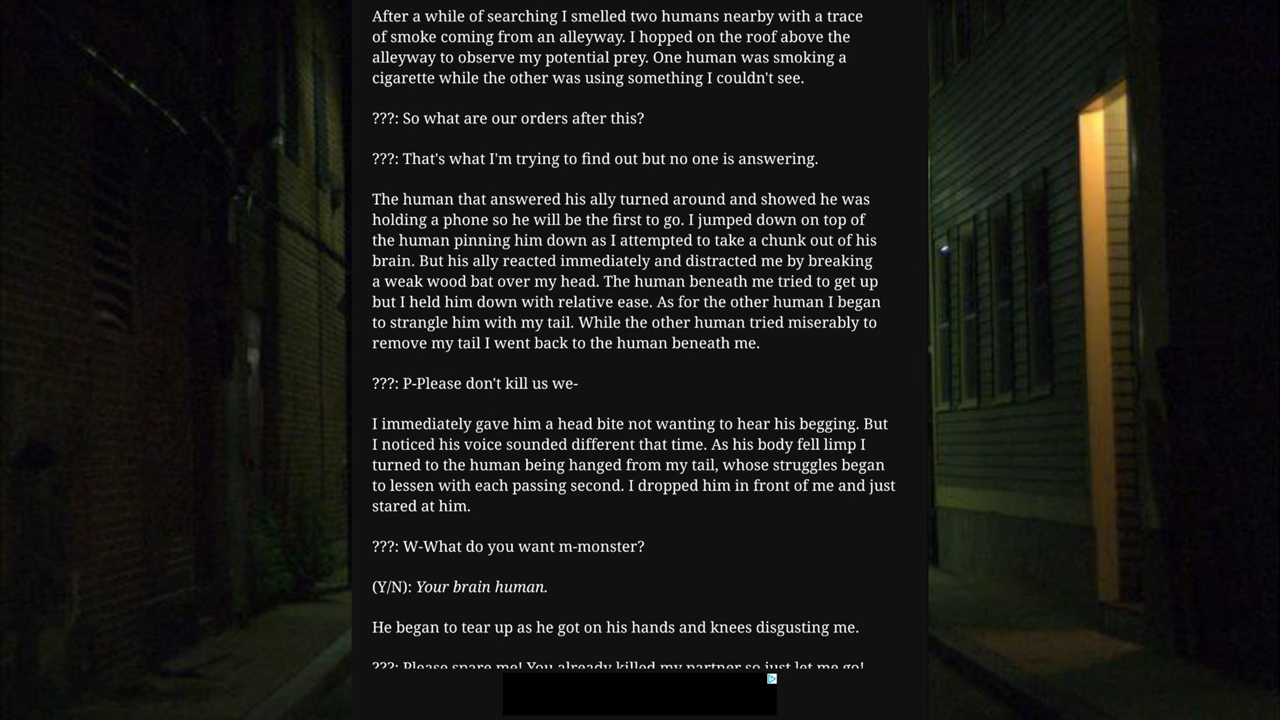 After a while of searching I smelled two humans nearby with a trace
of smoke coming from an alleyway. I hopped on the roof above the
alleyway to observe my potential prey. One human was smoking a
cigarette while the other was using something I couldn't see.
???: So what are our orders after this?
???: That's what I'm trying to find out but no one is answering.
The human that answered his ally turned around and showed he was
holding a phone so he will be the first to go. I jumped down on top of
the human pinning him down as I attempted to take a chunk out of his
brain. But his ally reacted immediately and distracted me by breaking
a weak wood bat over my head. The human beneath me tried to get up
but I held him down with relative ease. As for the other human I began
to strangle him with my tail. While the other human tried miserably to
remove my tail I went back to the human beneath me.
???: P-Please don't kill us we-
I immediately gave him a head bite not wanting to hear his begging. But
I noticed his voice sounded different that time. As his body fell limp I
turned to the human being hanged from my tail, whose struggles began
to lessen with each passing second. I dropped him in front of me and just
stared at him.
???: W-What do you want m-monster?
(Y/N): Your brain human.
He began to tear up as he got on his hands and knees disgusting me.
???: Please spare me! You already killed my partner so just let me go!